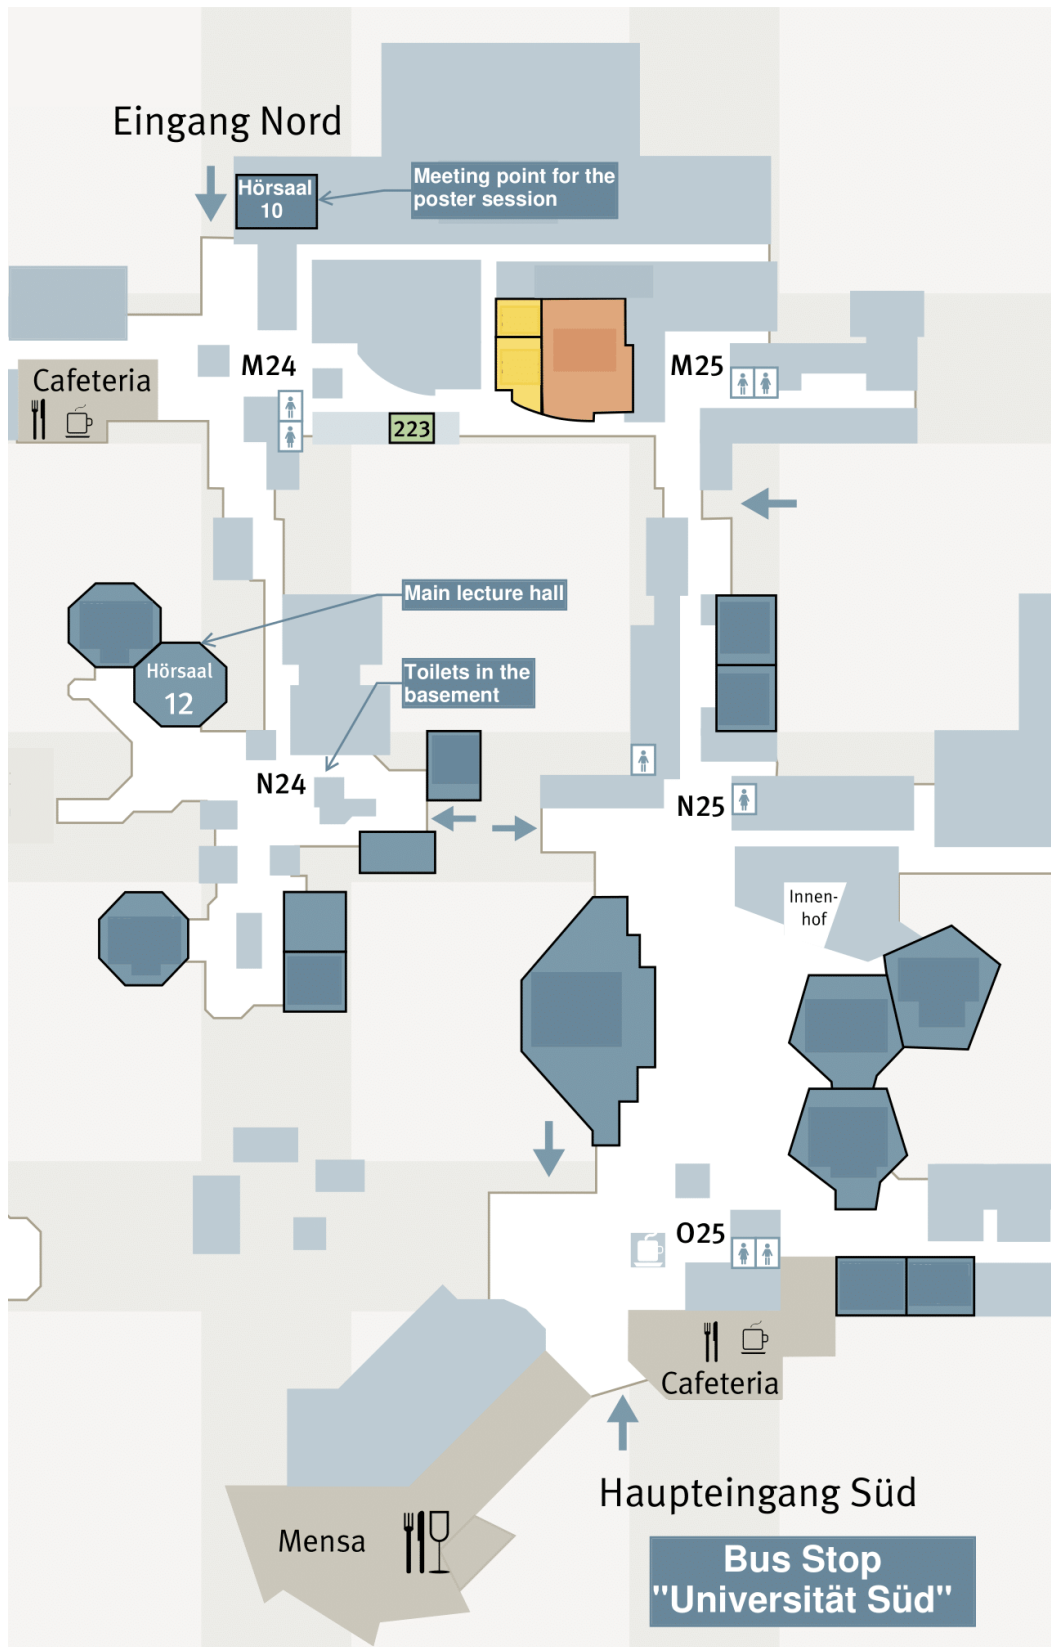 Eingang Nord
Hörsaal
10
Meeting point for the
poster session
M24
M25
Cafeteria
223
Main lecture hall
Hörsaal
12
Toilets in the
basement
N24
N25
Innen-
hof
O25
Cafeteria
Haupteingang Süd
Mensa
Bus Stop
"Universität Süd"